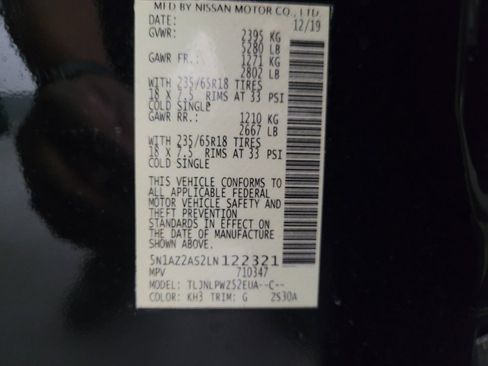 MFD BY NISSAN MOTOR CO., LTD.
12/19
GVWR: 2395 KG
5280 LB
GAWR FR.: 1271 KG
2802 LB
WITH 235/65R18 TIRES
18 X 7.5 RIMS AT 33 PSI
COLD SINGLE
GAWR RR.: 1210 KG
2667 LB
WITH 235/65R18 TIRES
18 X 7.5 RIMS AT 33 PSI
COLD SINGLE
THIS VEHICLE CONFORMS TO
ALL APPLICABLE FEDERAL
MOTOR VEHICLE SAFETY AND
THEFT PREVENTION
STANDARDS IN EFFECT ON
THE DATE OF MANUFACTURE
SHOWN ABOVE.
5N1AZ2AS2LN122321
MPV 710347
MODEL: TLJNLPWZ52EUA--C--
COLOR: KH3 TRIM: G 2S30A